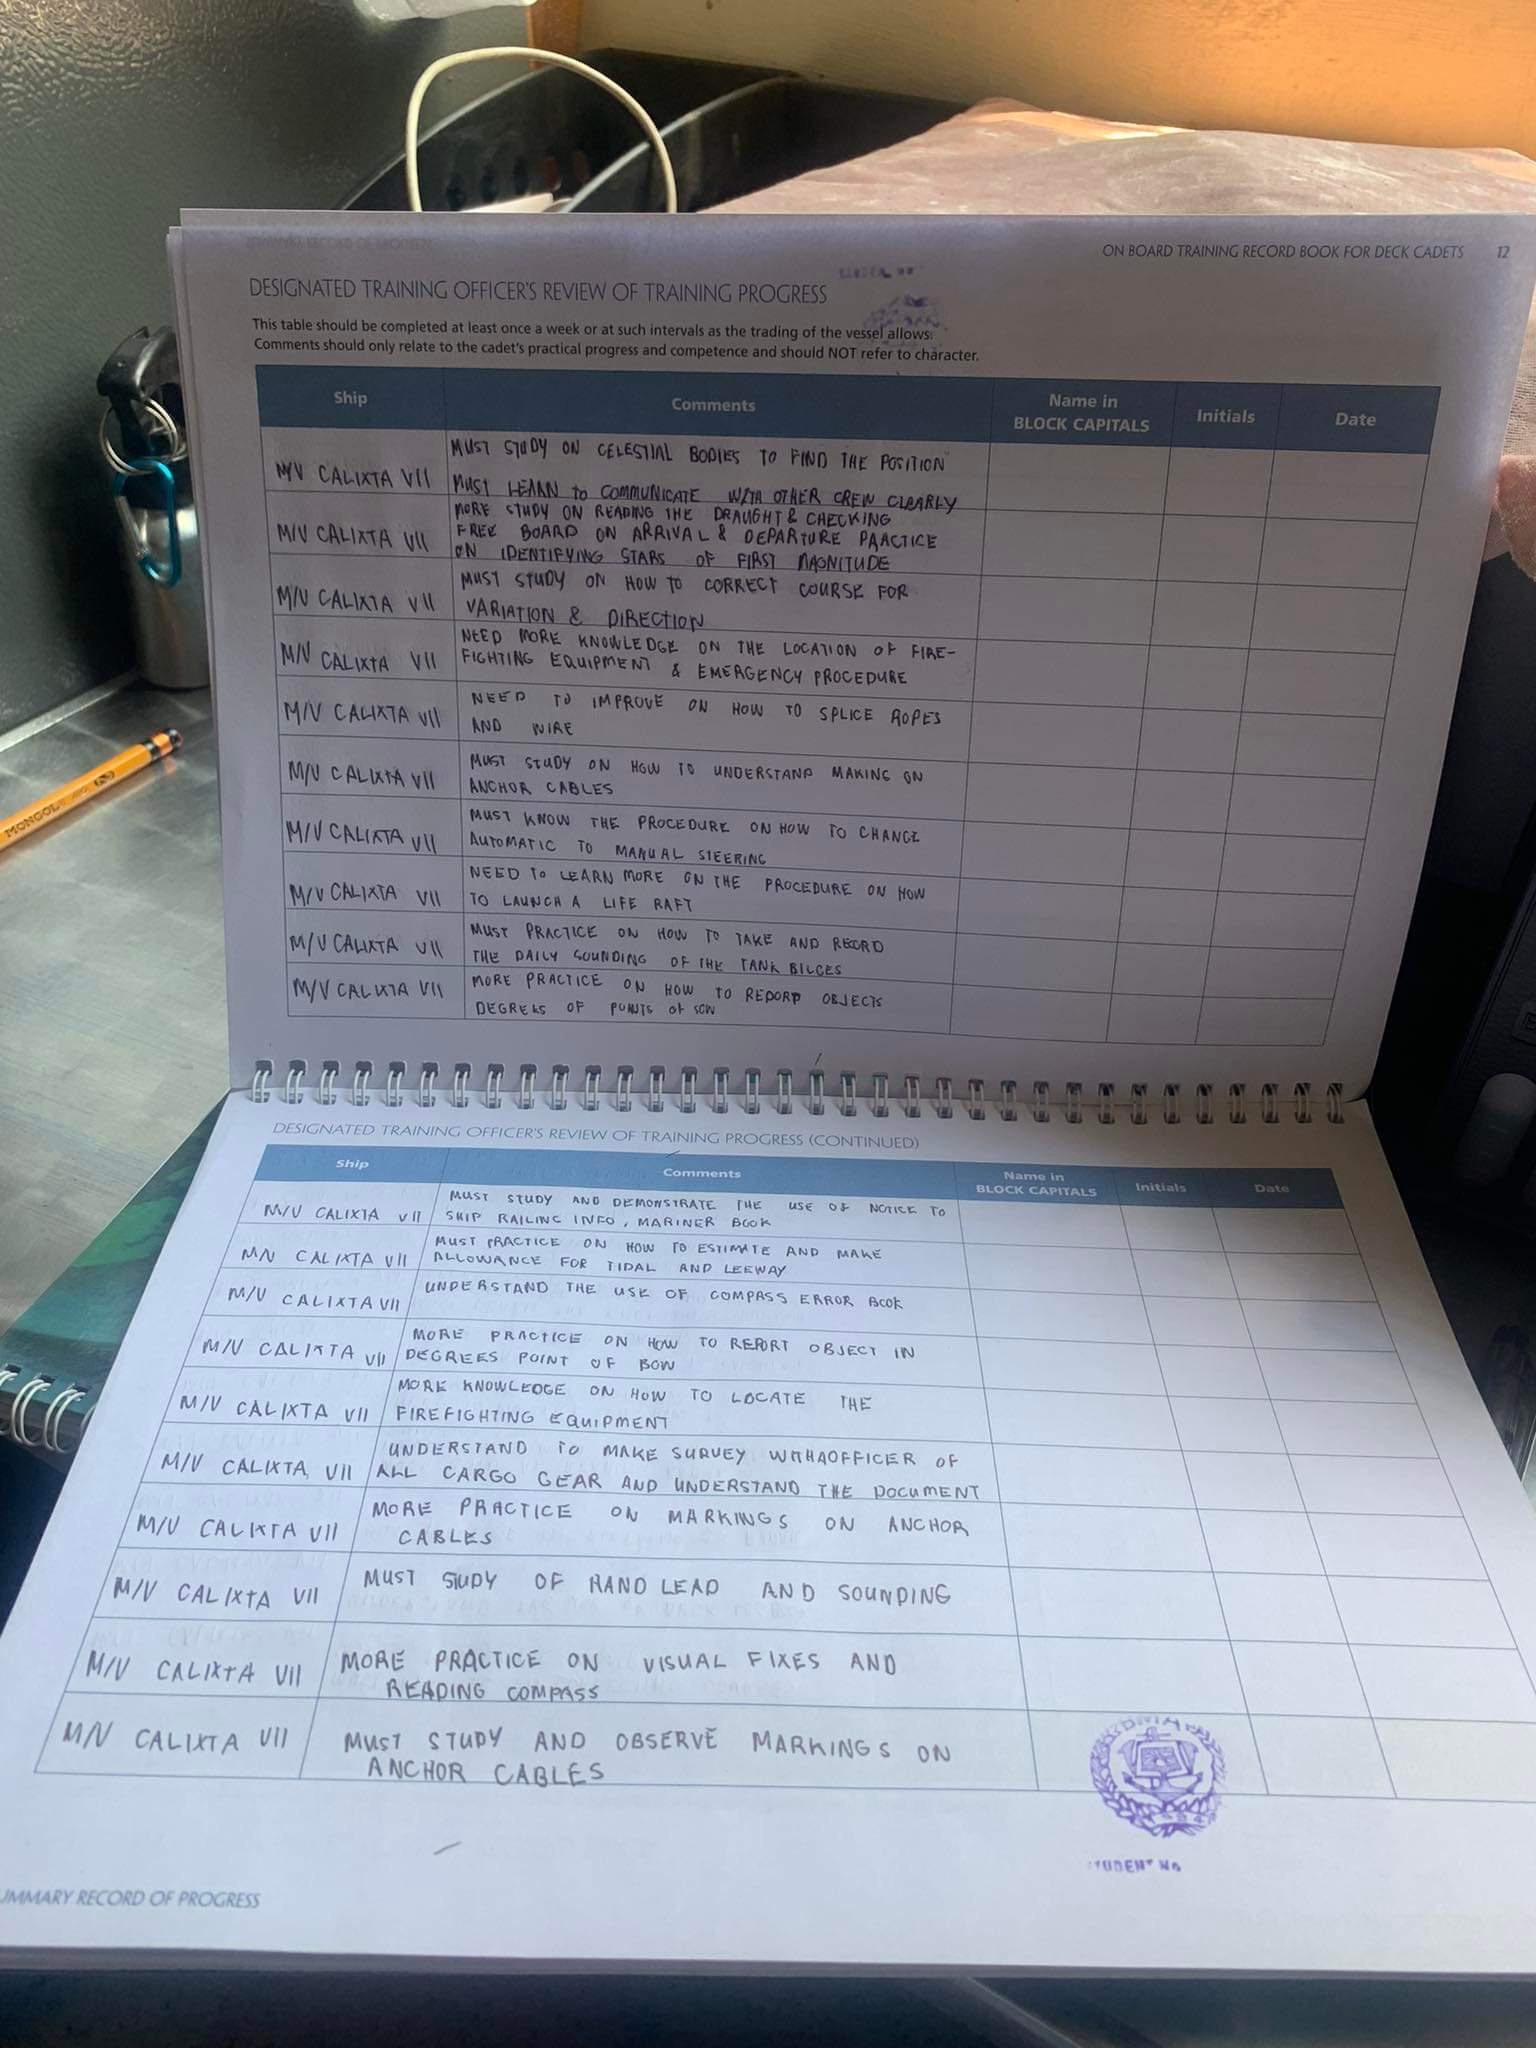 ON BOARD TRAINING RECORD BOOK FOR DECK CADETS 12
DESIGNATED TRAINING OFFICER'S REVIEW OF TRAINING PROGRESS
This table should be completed at least once a week or at such intervals as the trading of the vessel allows.
Comments should only relate to the cadet's practical progress and competence and should NOT refer to character.
Ship Comments Name in BLOCK CAPITALS Initials Date
M/V CALIXTA VII MUST STUDY ON CELESTIAL BODIES TO FIND THE POSITION
MUST LEARN TO COMMUNICATE WITH OTHER CREW CLEARLY
M/V CALIXTA VII MORE STUDY ON READING THE DRAUGHT & CHECKING
FREE BOARD ON ARRIVAL & DEPARTURE PRACTICE
ON IDENTIFYING STARS OF FIRST MAGNITUDE
M/V CALIXTA VII MUST STUDY ON HOW TO CORRECT COURSE FOR
VARIATION & DIRECTION
M/V CALIXTA VII NEED MORE KNOWLEDGE ON THE LOCATION OF FIRE-
FIGHTING EQUIPMENT & EMERGENCY PROCEDURE
M/V CALIXTA VII NEED TO IMPROVE ON HOW TO SPLICE ROPES
AND WIRE
M/V CALIXTA VII MUST STUDY ON HOW TO UNDERSTAND MAKING ON
ANCHOR CABLES
M/V CALIXTA VII MUST KNOW THE PROCEDURE ON HOW TO CHANGE
AUTOMATIC TO MANUAL STEERING
M/V CALIXTA VII NEED TO LEARN MORE ON THE PROCEDURE ON HOW
TO LAUNCH A LIFE RAFT
M/V CALIXTA VII MUST PRACTICE ON HOW TO TAKE AND RECORD
THE DAILY SOUNDING OF THE TANK BILGES
M/V CALIXTA VII MORE PRACTICE ON HOW TO REPORT OBJECTS
DEGREES OF POINTS OF
DESIGNATED TRAINING OFFICER'S REVIEW OF TRAINING PROGRESS (CONTINUED)
Ship Comments Name in BLOCK CAPITALS Initials Date
M/V CALIXTA VII MUST STUDY AND DEMONSTRATE THE USE OF NOTICE TO
SHIP RAILING INFO, MARINER BOOK
M/V CALIXTA VII MUST PRACTICE ON HOW TO ESTIMATE AND MAKE
ALLOWANCE FOR TIDAL AND LEEWAY
M/V CALIXTA VII UNDERSTAND THE USE OF COMPASS ERROR BOOK
M/V CALIXTA VII MORE PRACTICE ON HOW TO REPORT OBJECT IN
DEGREES POINT OF BOW
M/V CALIXTA VII MORE KNOWLEDGE ON HOW TO LOCATE THE
FIREFIGHTING EQUIPMENT
M/V CALIXTA VII UNDERSTAND TO MAKE SURVEY WITHAOFFICER OF
ALL CARGO GEAR AND UNDERSTAND THE DOCUMENT
M/V CALIXTA VII MORE PRACTICE ON MARKINGS ON ANCHOR
CABLES
M/V CALIXTA VII MUST STUDY OF HAND LEAD AND SOUNDING
M/V CALIXTA VII MORE PRACTICE ON VISUAL FIXES AND
READING COMPASS
M/V CALIXTA VII MUST STUDY AND OBSERVE MARKINGS ON
ANCHOR CABLES
STUDENT No
UMMARY RECORD OF PROGRESS
MONGOL